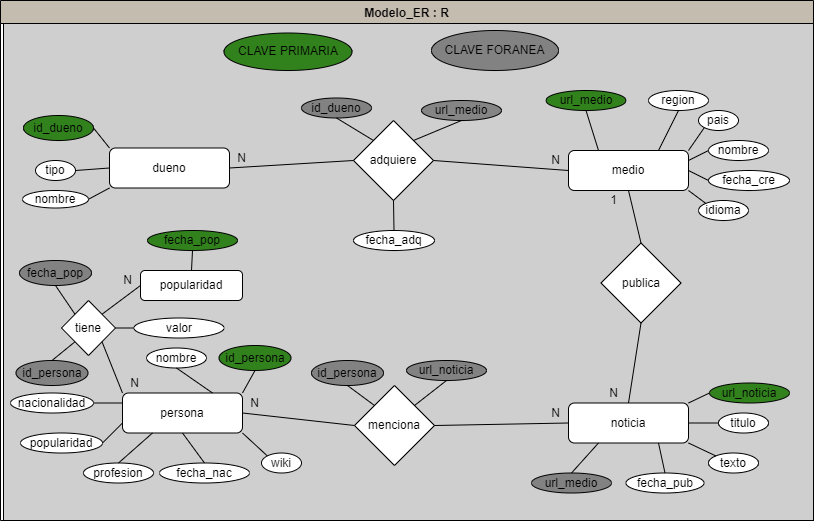 Modelo_ER : R
CLAVE PRIMARIA
CLAVE FORANEA
id_dueno
url_medio
url_medio
region
pais
id_dueno
tipo
nombre
dueno
N
adquiere
N
medio
nombre
fecha_cre
idioma
1
fecha_adq
fecha_pop
fecha_pop
N
popularidad
publica
tiene
valor
nombre
id_persona
id_persona
N
nacionalidad
persona
N
id_persona
url_noticia
menciona
N
N
noticia
url_noticia
titulo
texto
popularidad
profesion
fecha_nac
wiki
url_medio
fecha_pub